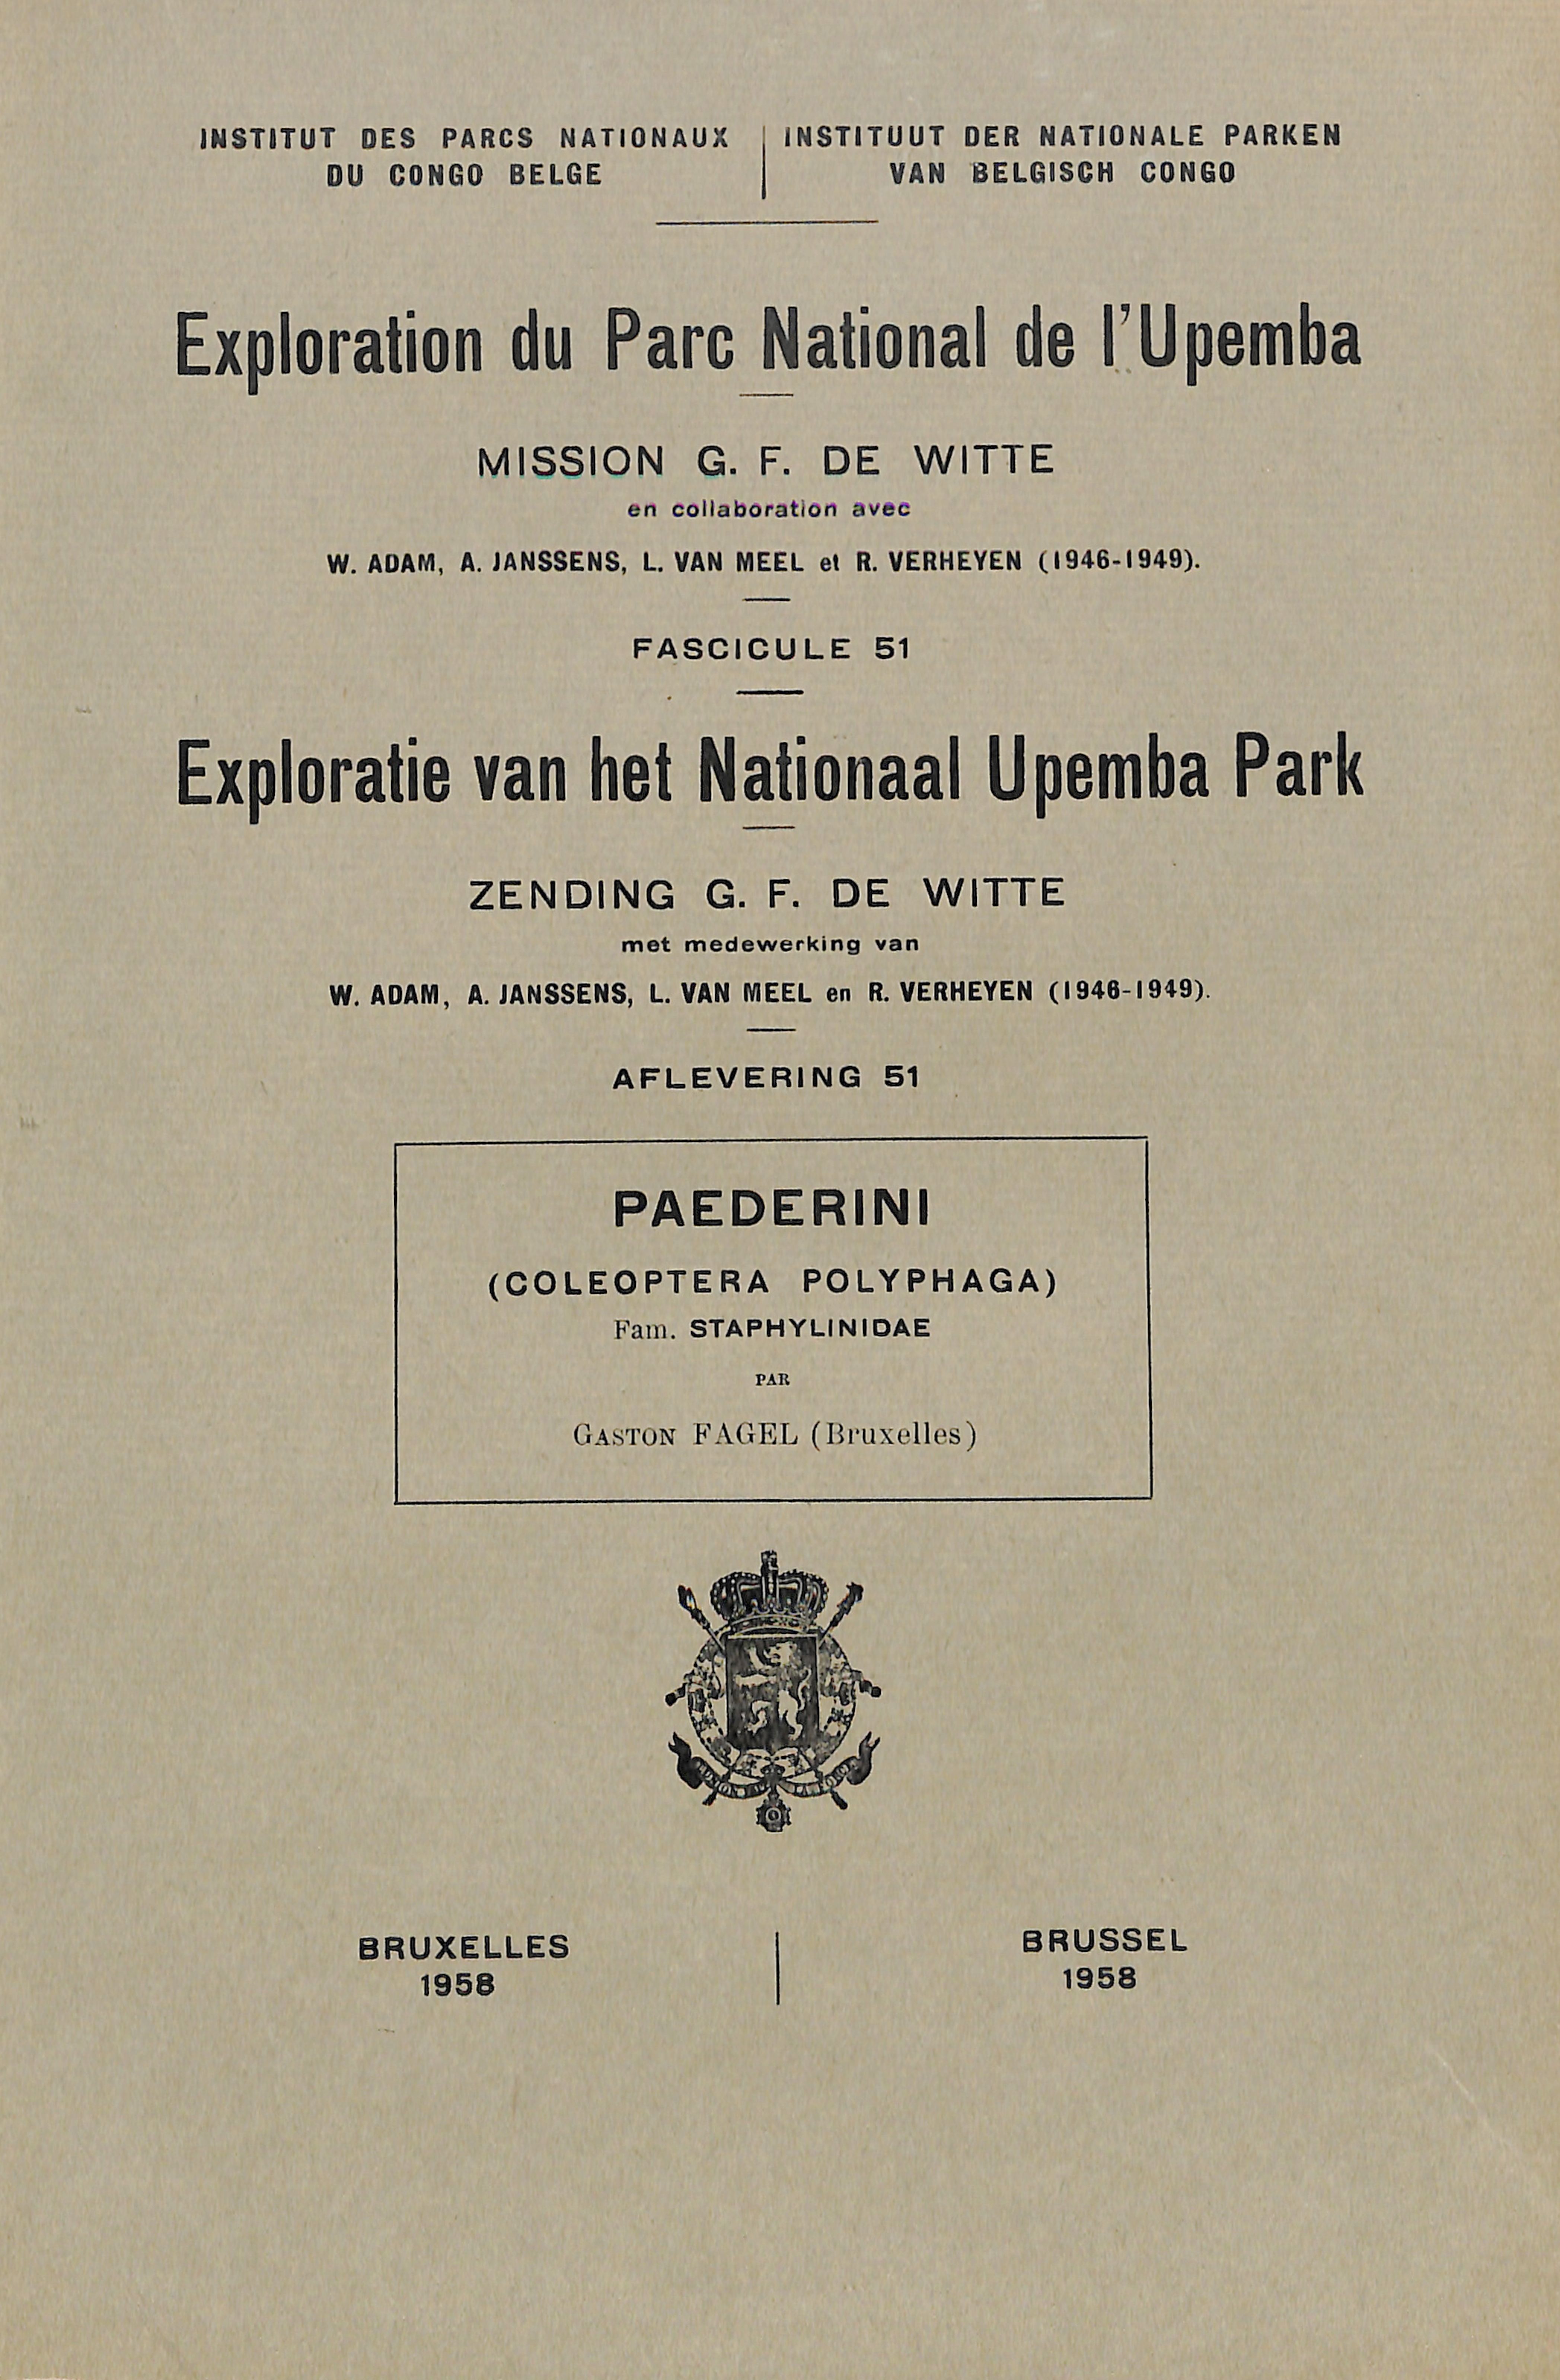 INSTITUT DES PARCS NATIONAUX
DU CONGO BELGE
INSTITUUT DER NATIONALE PARKEN
VAN BELGISCH CONGO
Exploration du Parc National de l'Upemba
MISSION G. F. DE WITTE
en collaboration avec
W. ADAM, A. JANSSENS, L. VAN MEEL et R. VERHEYEN (1946-1949).
FASCICULE 51
Exploratie van het Nationaal Upemba Park
ZENDING G. F. DE WITTE
met medewerking van
W. ADAM, A. JANSSENS, L. VAN MEEL en R. VERHEYEN (1946-1949).
AFLEVERING 51
PAEDERINI
(COLEOPTERA POLYPHAGA)
Fam. STAPHYLINIDAE
PAR
GASTON FAGEL (Bruxelles)
BRUXELLES
1958
BRUSSEL
1958